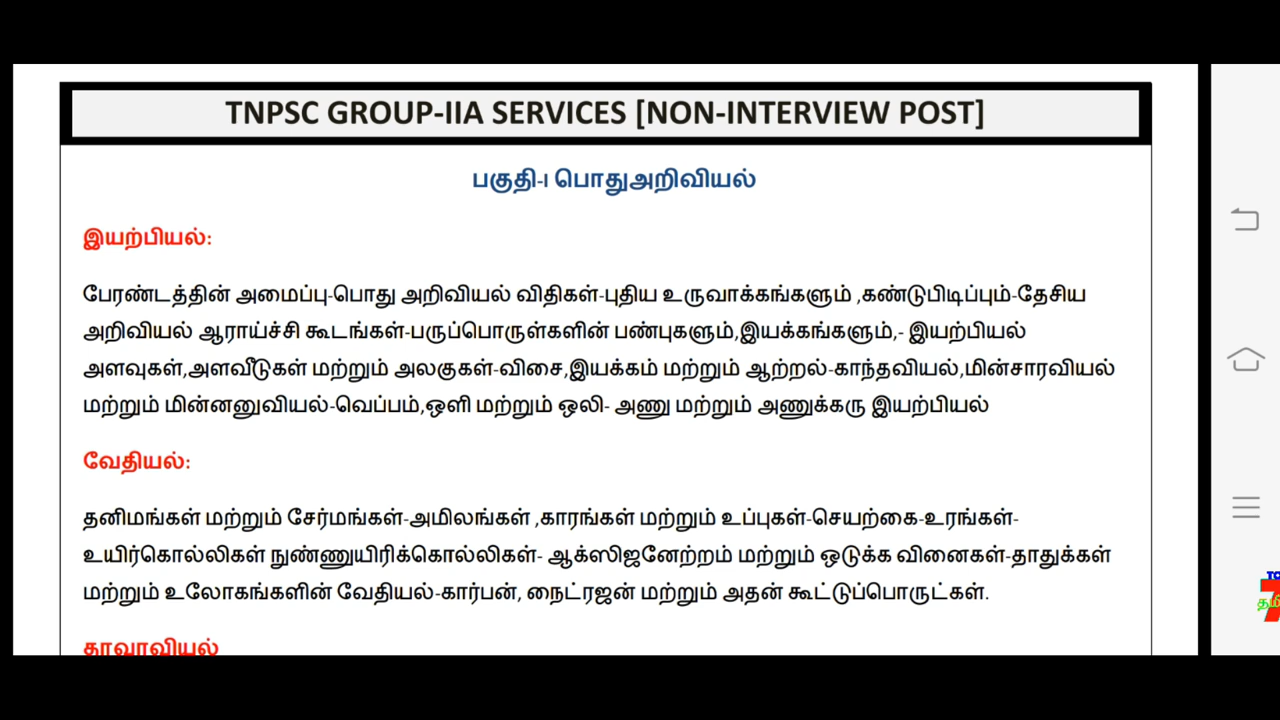 TNPSC GROUP-IIA SERVICES [NON-INTERVIEW POST]
பகுதி-I பொதுஅறிவியல்
இயற்பியல்:
பேரண்டத்தின் அமைப்பு-பொது அறிவியல் விதிகள்-புதிய உருவாக்கங்களும் ,கண்டுபிடிப்பும்-தேசிய
அறிவியல் ஆராய்ச்சி கூடங்கள்-பருப்பொருள்களின் பண்புகளும்,இயக்கங்களும்,- இயற்பியல்
அளவுகள்,அளவீடுகள் மற்றும் அலகுகள்-விசை,இயக்கம் மற்றும் ஆற்றல்-காந்தவியல்,மின்சாரவியல்
மற்றும் மின்னனுவியல்-வெப்பம்,ஒளி மற்றும் ஒலி- அணு மற்றும் அணுக்கரு இயற்பியல்
வேதியல்:
தனிமங்கள் மற்றும் சேர்மங்கள்-அமிலங்கள் ,காரங்கள் மற்றும் உப்புகள்-செயற்கை-உரங்கள்-
உயிர்கொல்லிகள் நுண்ணுயிரிக்கொல்லிகள்- ஆக்ஸிஜனேற்றம் மற்றும் ஒடுக்க வினைகள்-தாதுக்கள்
மற்றும் உலோகங்களின் வேதியல்-கார்பன், நைட்ரஜன் மற்றும் அதன் கூட்டுப்பொருட்கள்.
தாவரவியல்
7